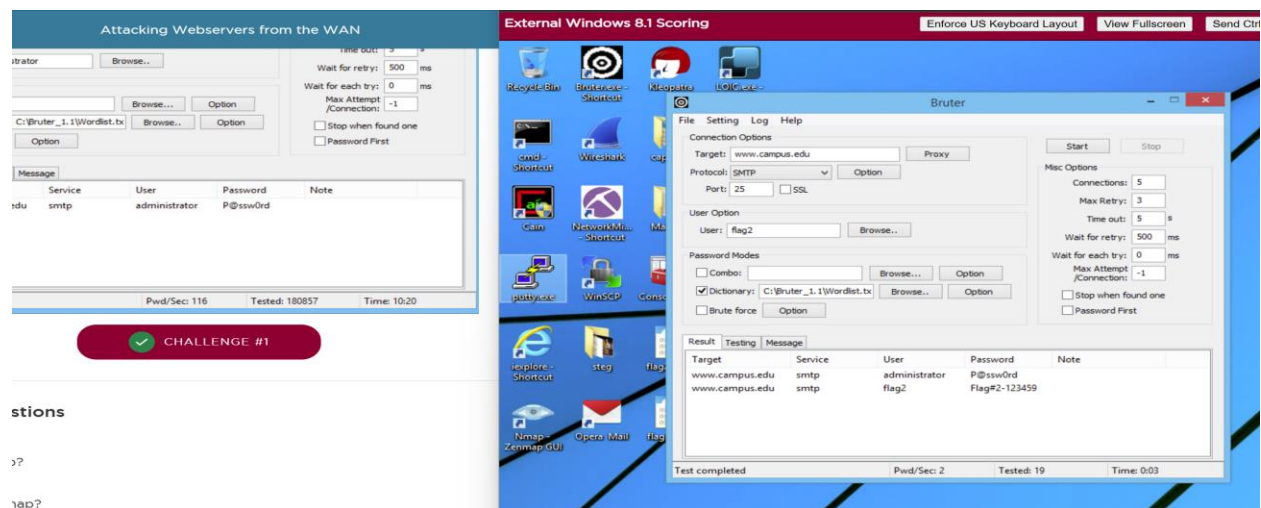 Attacking Webservers from the WAN
Time out: 5 s
strator Browse..
Wait for retry: 500 ms
Wait for each try: 0 ms
Browse... Option
Max Attempt
/Connection: -1
C:\Bruter_1.1\Wordlist.tx Browse.. Option
Stop when found one
Option
Password First
Message
Service User Password Note
edu smtp administrator P@ssw0rd
Pwd/Sec: 116 Tested: 180857 Time: 10:20
CHALLENGE #1
stions
o?
map?
External Windows 8.1 Scoring Enforce US Keyboard Layout View Fullscreen Send Ctrl
Recycle Bin
Bruter.exe -
Shortcut
Kleopatra
LOIC.exe -
cmd -
Shortcut
Wireshark
cap
Cain
NetworkMi...
- Shortcut
Ma
putty.exe
WinSCP
Conso
iexplore -
Shortcut
steg
flag
Nmap -
Zenmap GUI
Opera Mail
flag
Bruter
File Setting Log Help
Connection Options
Target: www.campus.edu Proxy
Protocol: SMTP Option
Port: 25 SSL
User Option
User: flag2 Browse..
Password Modes
Combo: Browse... Option
Dictionary: C:\Bruter_1.1\Wordlist.tx Browse.. Option
Brute force Option
Start Stop
Misc Options
Connections: 5
Max Retry: 3
Time out: 5 s
Wait for retry: 500 ms
Wait for each try: 0 ms
Max Attempt
/Connection: -1
Stop when found one
Password First
Result Testing Message
Target Service User Password Note
www.campus.edu smtp administrator P@ssw0rd
www.campus.edu smtp flag2 Flag#2-123459
Test completed Pwd/Sec: 2 Tested: 19 Time: 0:03